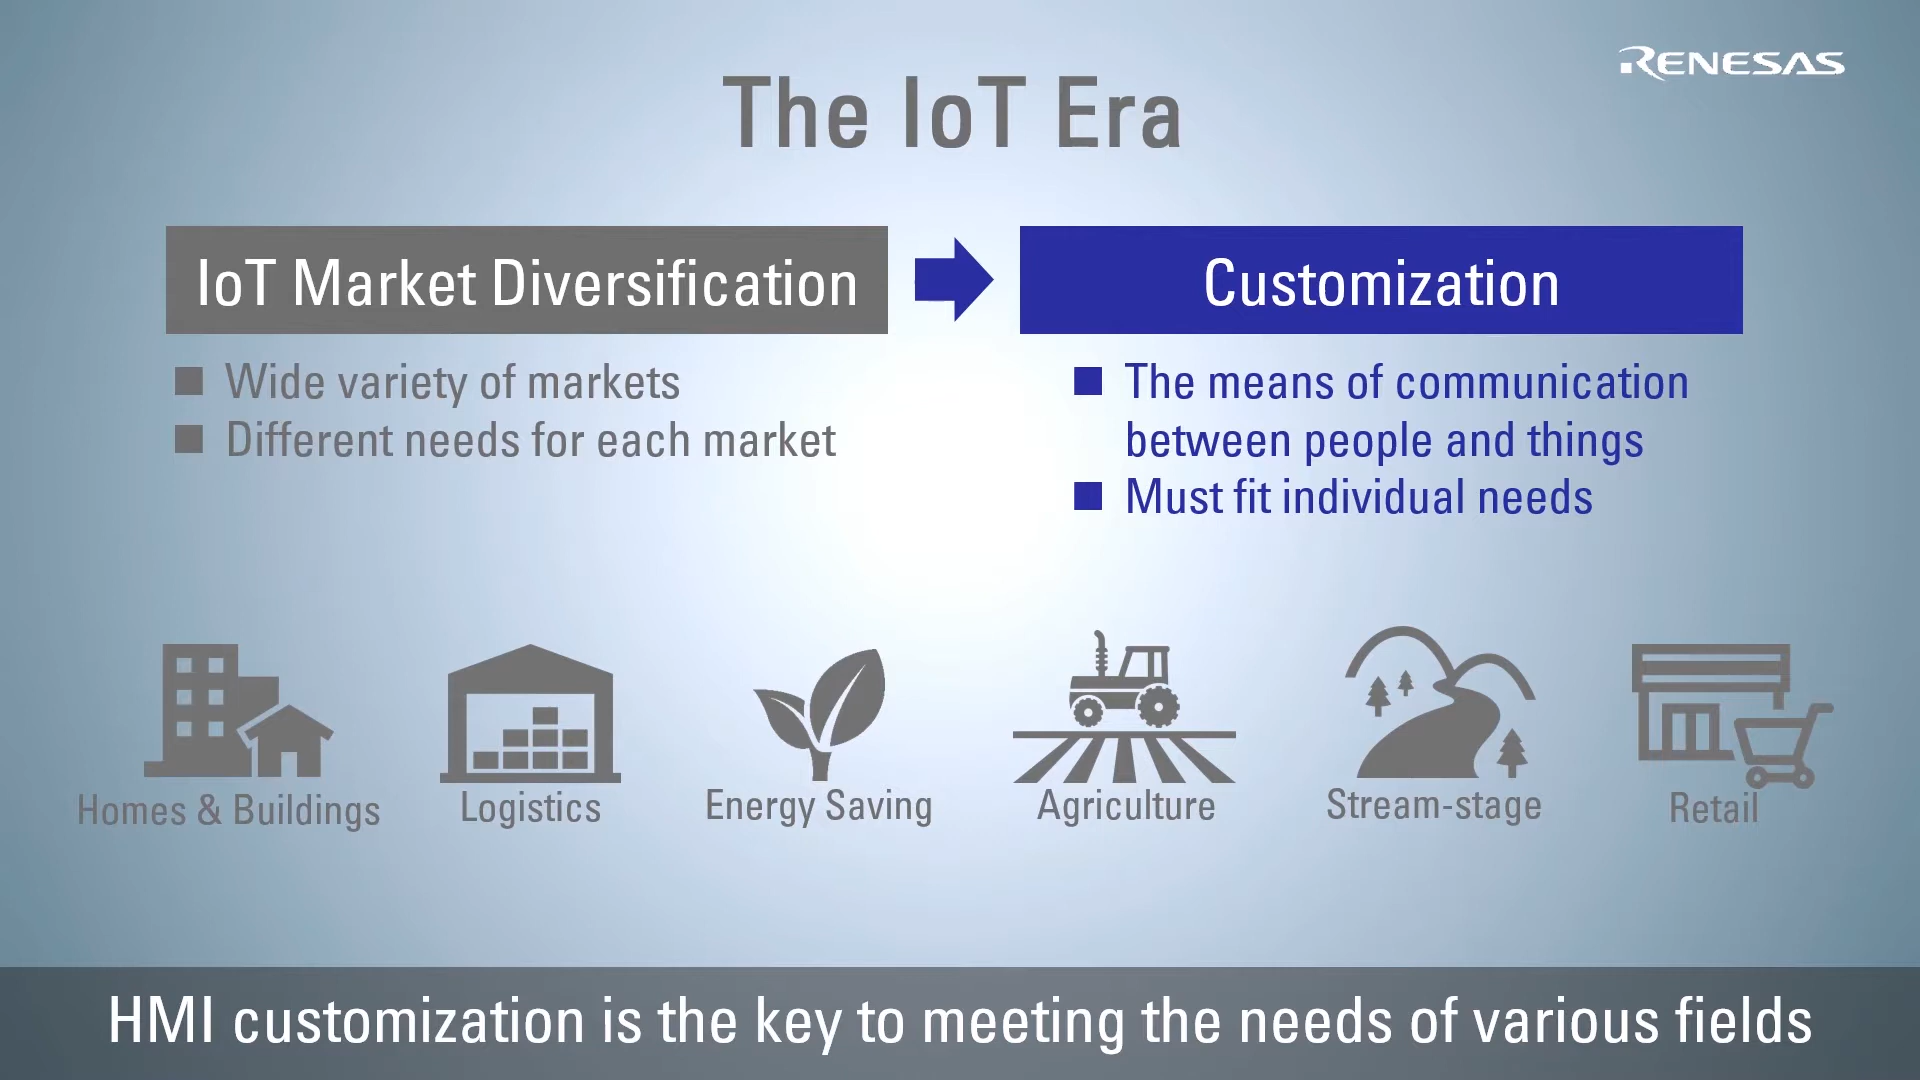 RENESAS
The IoT Era
IoT Market Diversification
Wide variety of markets
Different needs for each market
Customization
The means of communication
between people and things
Must fit individual needs
Homes & Buildings
Logistics
Energy Saving
Agriculture
Stream-stage
Retail
HMI customization is the key to meeting the needs of various fields